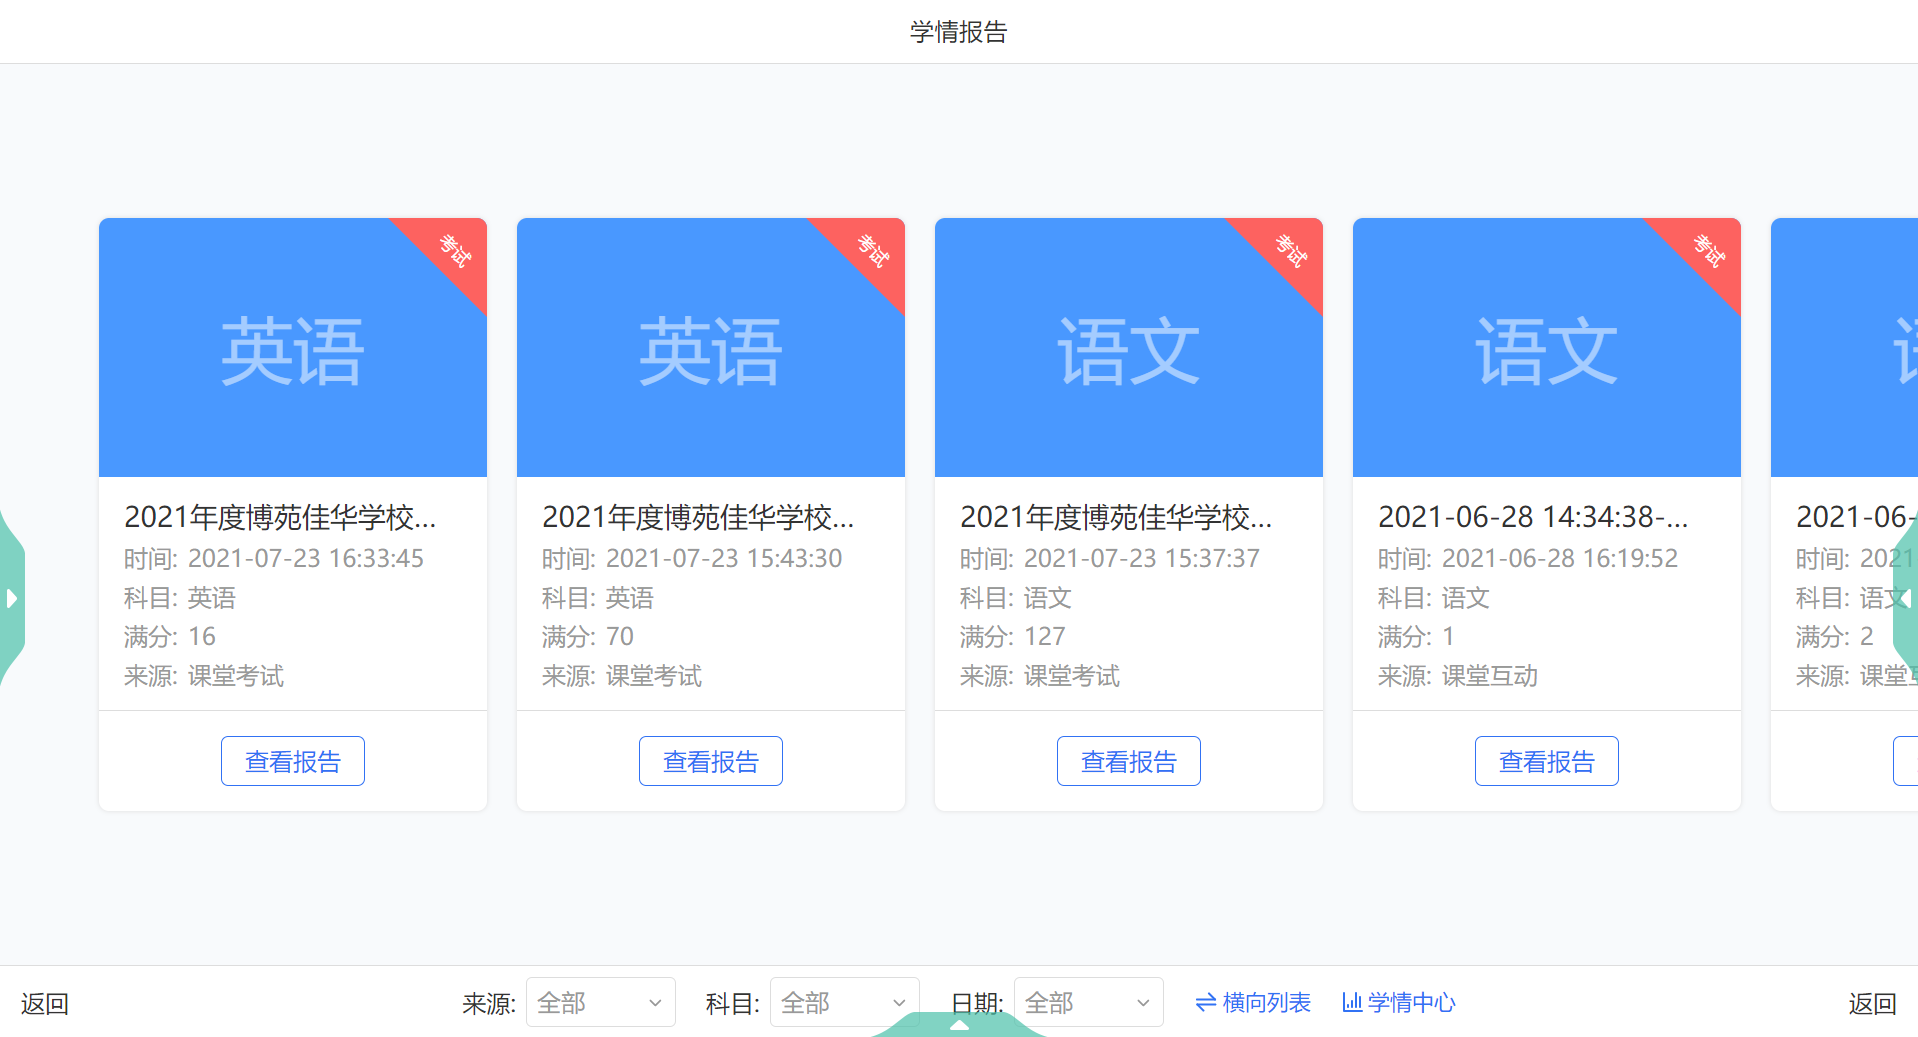 学情报告
考试
英语
2021年度博苑佳华学校...
时间: 2021-07-23 16:33:45
科目: 英语
满分: 16
来源: 课堂考试
查看报告
考试
英语
2021年度博苑佳华学校...
时间: 2021-07-23 15:43:30
科目: 英语
满分: 70
来源: 课堂考试
查看报告
考试
语文
2021年度博苑佳华学校...
时间: 2021-07-23 15:37:37
科目: 语文
满分: 127
来源: 课堂考试
查看报告
考试
语文
2021-06-28 14:34:38-...
时间: 2021-06-28 16:19:52
科目: 语文
满分: 1
来源: 课堂互动
查看报告
2021-06-
时间: 2021
科目: 语文
满分: 2
来源: 课堂
返回
来源: 全部
科目: 全部
日期: 全部
横向列表
学情中心
返回